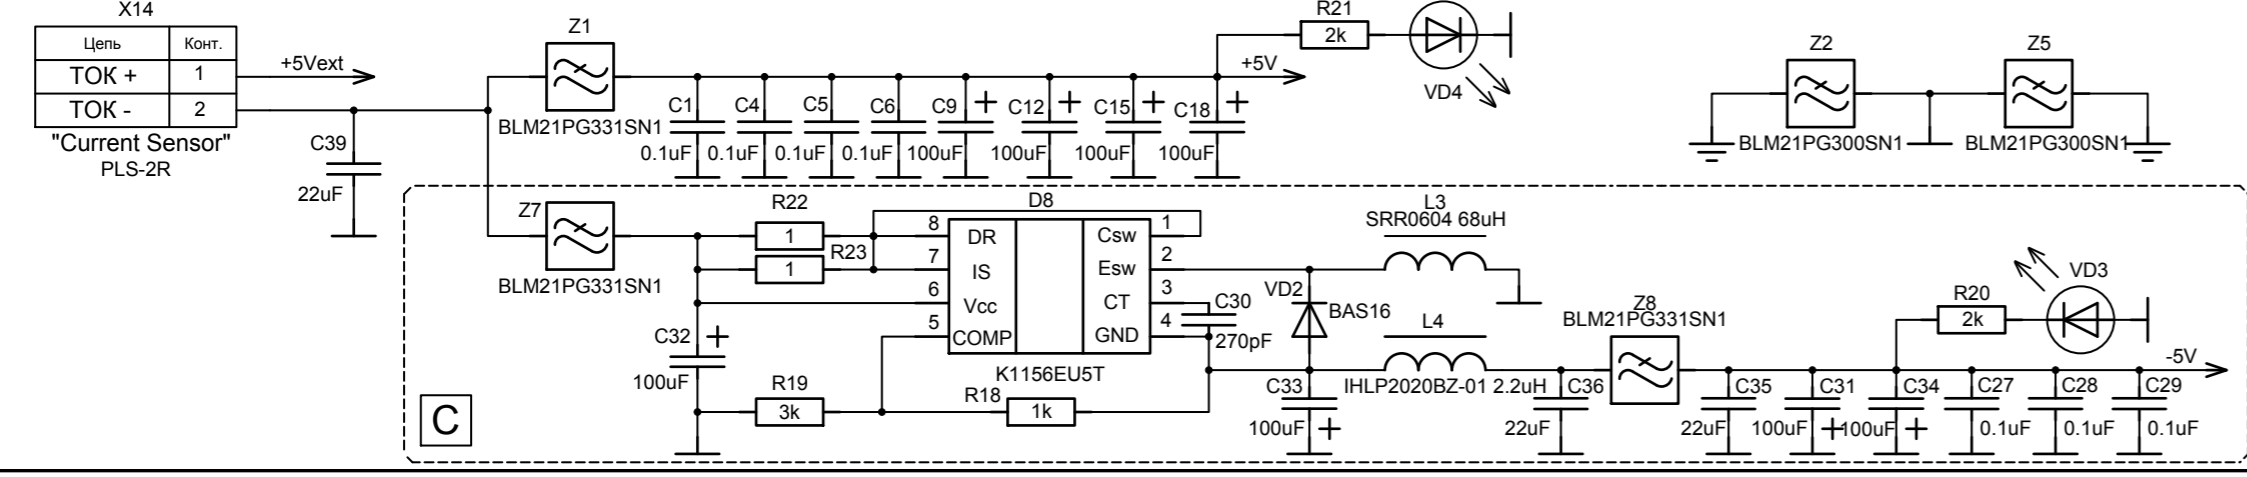 X14
Цепь Конт.
ТОК + 1
ТОК - 2
"Current Sensor"
PLS-2R
+5Vext
C39
22uF
Z1
BLM21PG331SN1
C1 C4 C5 C6 C9 + C12 + C15 + C18 +
0.1uF 0.1uF 0.1uF 0.1uF 100uF 100uF 100uF 100uF
+5V
R21
2k
VD4
Z2 Z5
BLM21PG300SN1 BLM21PG300SN1
Z7
BLM21PG331SN1
R22
1
R23
1
C32 +
100uF
R19
3k
R18
1k
D8
8 DR Csw 1
7 IS Esw 2
6 Vcc CT 3
5 COMP GND 4
K1156EU5T
C30
270pF
L3
SRR0604 68uH
VD2
BAS16
L4
IHLP2020BZ-01 2.2uH
C33
100uF +
C36
22uF
Z8
BLM21PG331SN1
R20
2k
VD3
-5V
C35 C31 C34 C27 C28 C29
22uF 100uF + 100uF + 0.1uF 0.1uF 0.1uF
C